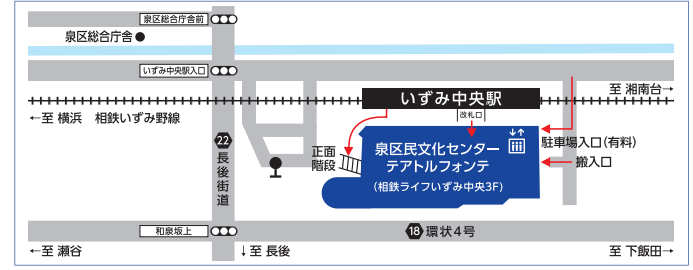 泉区総合庁舎前
泉区総合庁舎
いずみ中央駅入口
至 湘南台→
いずみ中央駅
改札口
←至 横浜　相鉄いずみ野線
22
長後街道
正面
階段
泉区民文化センター
テアトルフォンテ
(相鉄ライフいずみ中央3F)
駐車場入口(有料)
搬入口
和泉坂上
18 環状4号
←至 瀬谷
↓至 長後
至 下飯田→